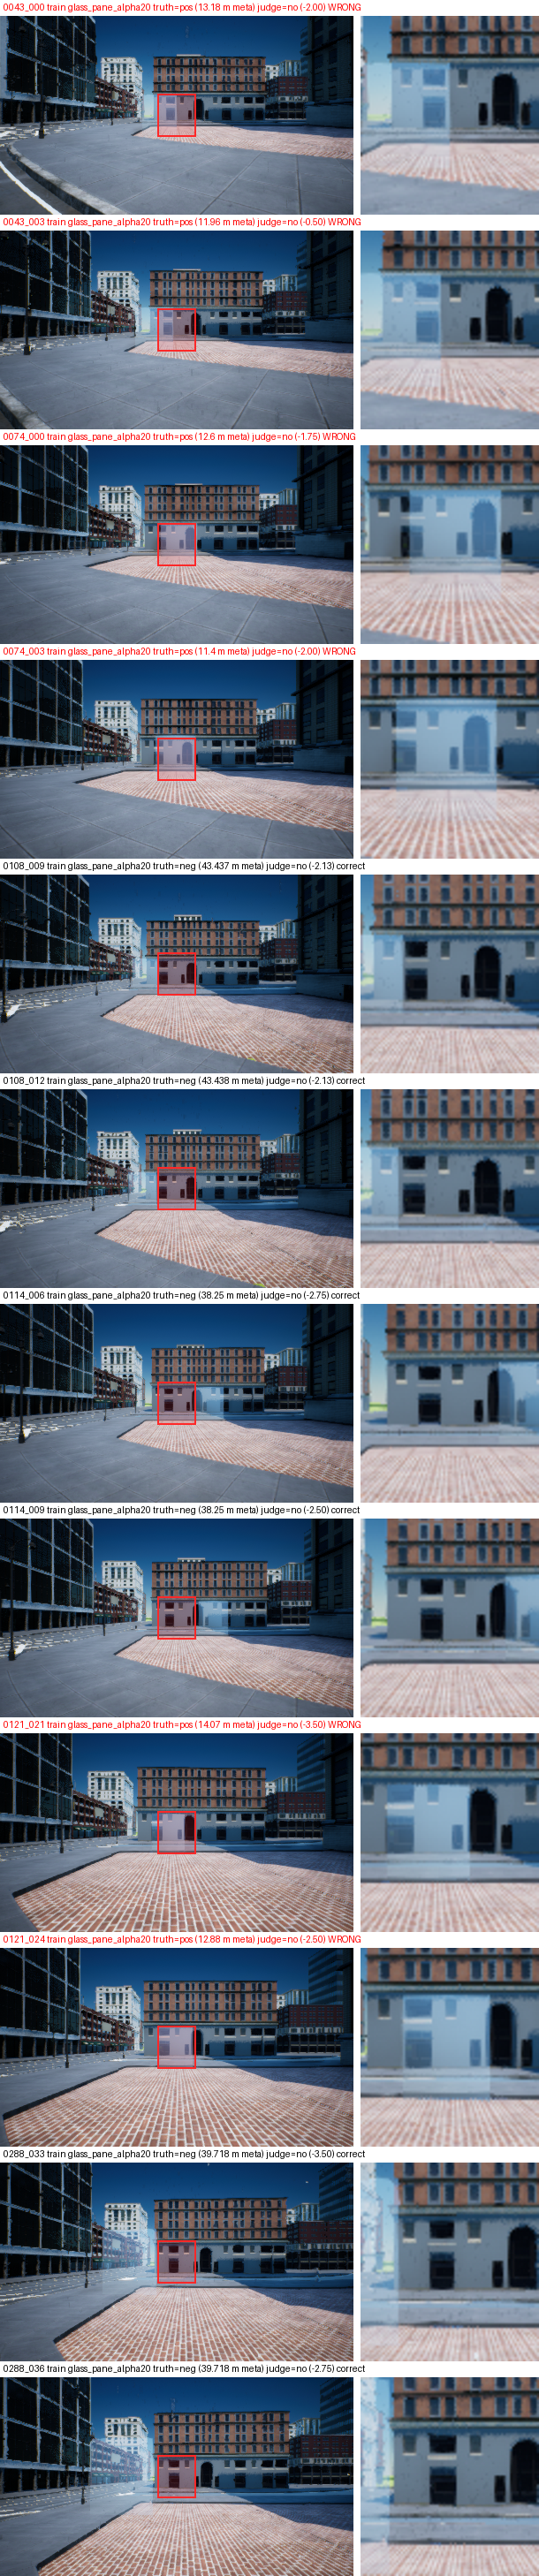 0043_000 train glass_pane_alpha20 truth=pos (13.18 m meta) judge=no (-2.00) WRONG
0043_003 train glass_pane_alpha20 truth=pos (11.96 m meta) judge=no (-0.50) WRONG
0074_000 train glass_pane_alpha20 truth=pos (12.6 m meta) judge=no (-1.75) WRONG
0074_003 train glass_pane_alpha20 truth=pos (11.4 m meta) judge=no (-2.00) WRONG
0108_009 train glass_pane_alpha20 truth=neg (43.437 m meta) judge=no (-2.13) correct
0108_012 train glass_pane_alpha20 truth=neg (43.438 m meta) judge=no (-2.13) correct
0114_006 train glass_pane_alpha20 truth=neg (38.25 m meta) judge=no (-2.75) correct
0114_009 train glass_pane_alpha20 truth=neg (38.25 m meta) judge=no (-2.50) correct
0121_021 train glass_pane_alpha20 truth=pos (14.07 m meta) judge=no (-3.50) WRONG
0121_024 train glass_pane_alpha20 truth=pos (12.88 m meta) judge=no (-2.50) WRONG
0288_033 train glass_pane_alpha20 truth=neg (39.718 m meta) judge=no (-3.50) correct
0288_036 train glass_pane_alpha20 truth=neg (39.718 m meta) judge=no (-2.75) correct